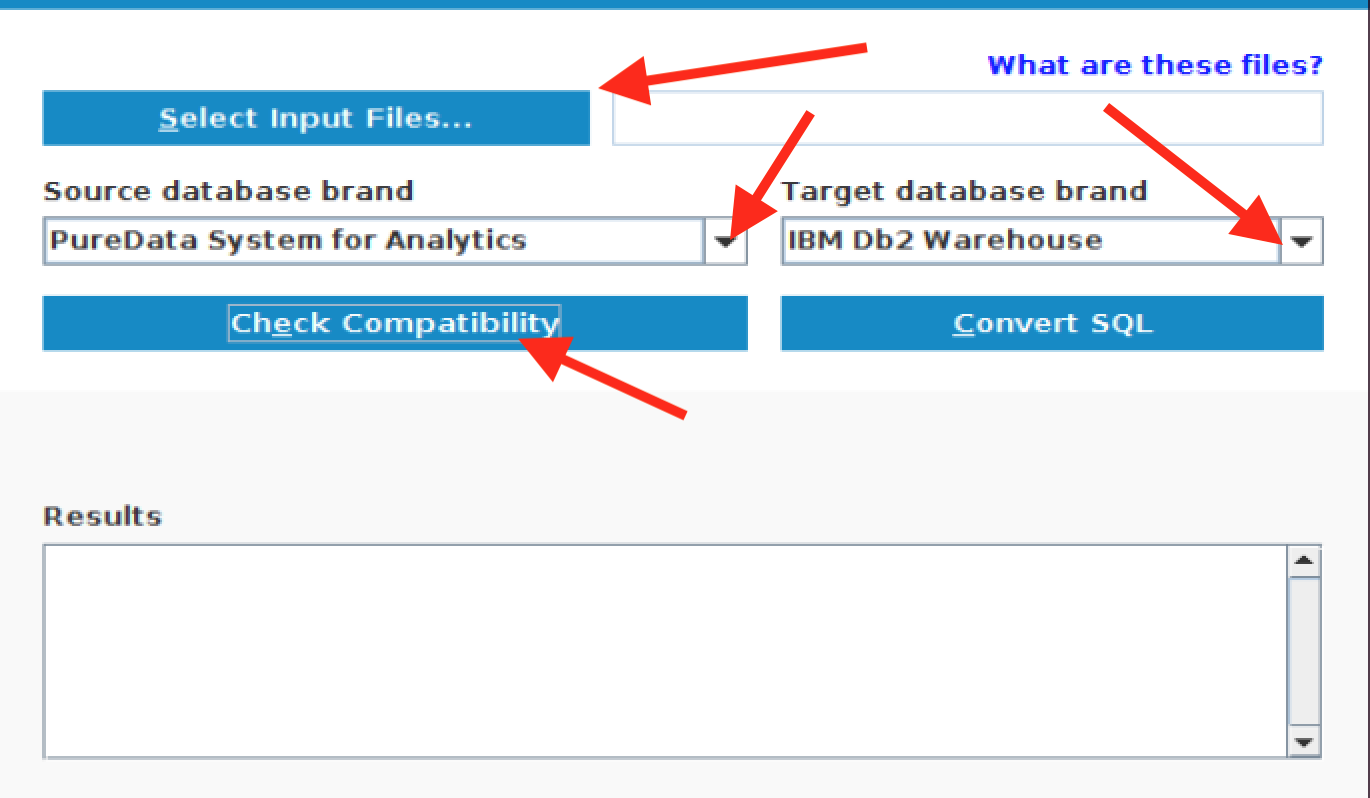 What are these files?
Select Input Files...
Source database brand
Target database brand
PureData System for Analytics
IBM Db2 Warehouse
Check Compatibility
Convert SQL
Results